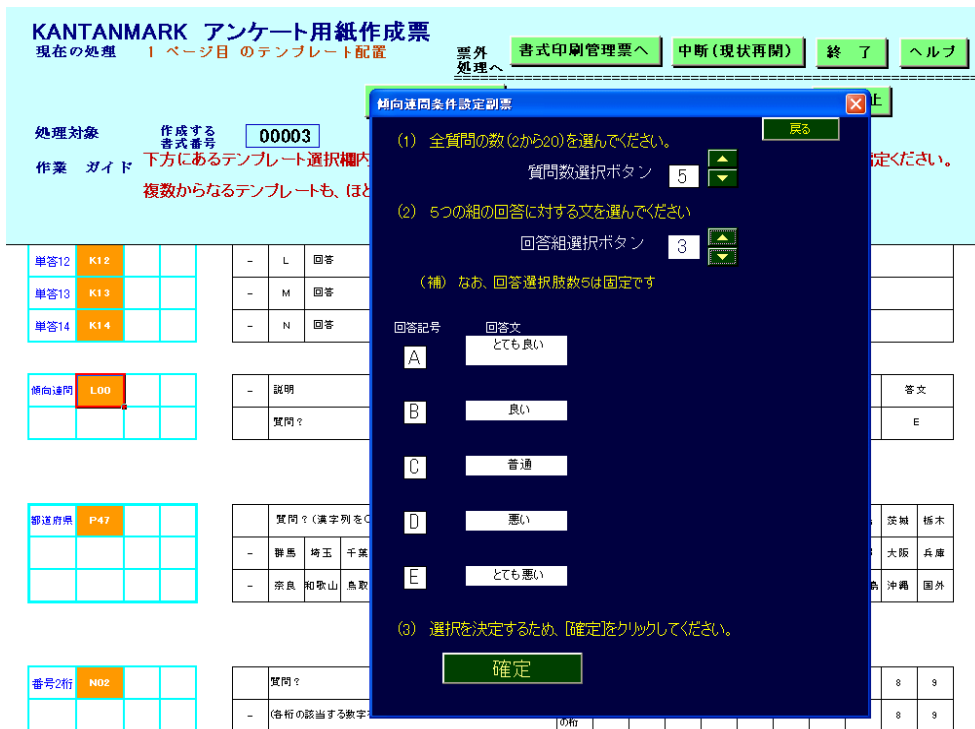 KANTANMARK アンケート用紙作成票
現在の処理 1 ページ目 のテンプレート配置
票外
処理へ
書式印刷管理票へ 中断(現状再開) 終 了 ヘルプ
止
処理対象 作成する
書式番号 00003
作業 ガイド 下方にあるテンプレート選択欄内
定ください。
複数からなるテンプレートも、(ほと
傾向連問条件設定副票
戻る
(1) 全質問の数(2から20)を選んでください。
質問数選択ボタン 5
(2) 5つの組の回答に対する文を選んでください
回答組選択ボタン 3
(補) なお、回答選択肢数5は固定です
回答記号 回答文
A とても良い
B 良い
C 普通
D 悪い
E とても悪い
(3) 選択を決定するため、[確定]をクリックしてください。
確定
単答12 K12 - L 回答
単答13 K13 - M 回答
単答14 K14 - N 回答
傾向連問 L00 - 説明 答文
質問? E
都道府県 P47 質問?(漢字列を 茨城 栃木
- 群馬 埼玉 千葉 大阪 兵庫
- 奈良 和歌山 鳥取 沖縄 国外
番号2桁 N02 質問? 8 9
- (各桁の該当する数字 の桁 8 9